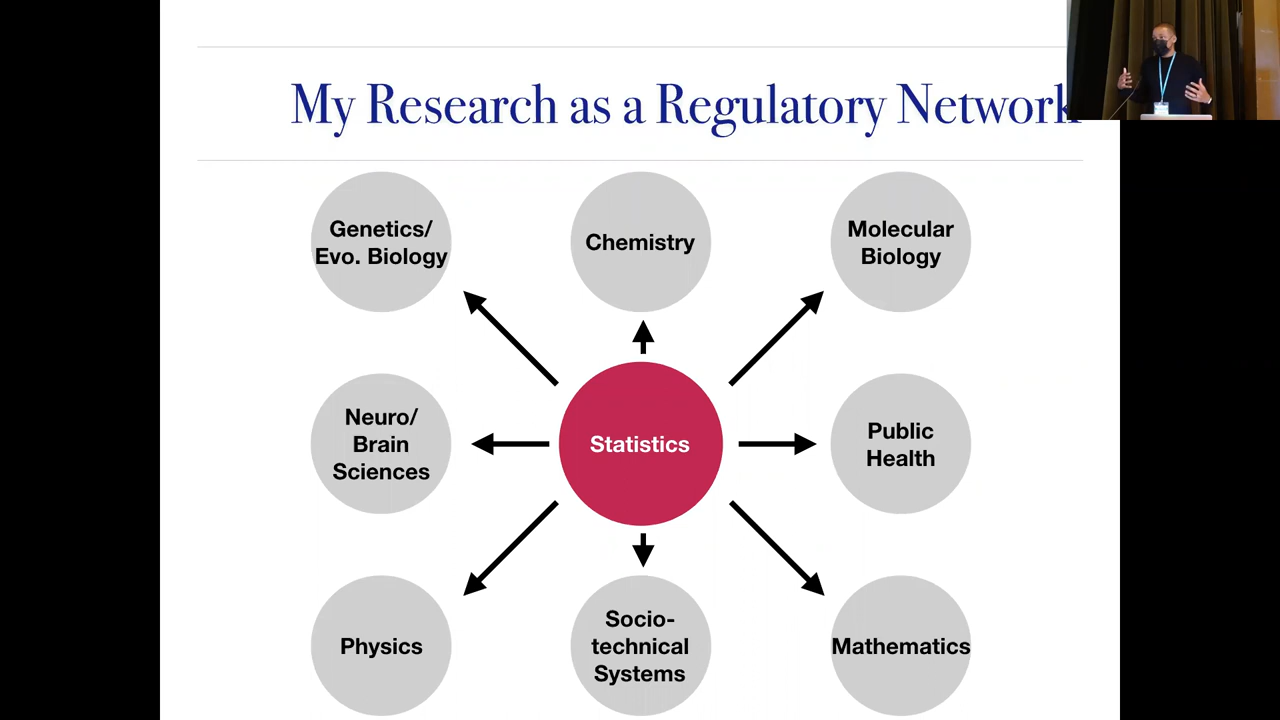 My Research as a Regulatory Network
Genetics/
Evo. Biology
Chemistry
Molecular
Biology
Neuro/
Brain
Sciences
Statistics
Public
Health
Physics
Socio-
technical
Systems
Mathematics